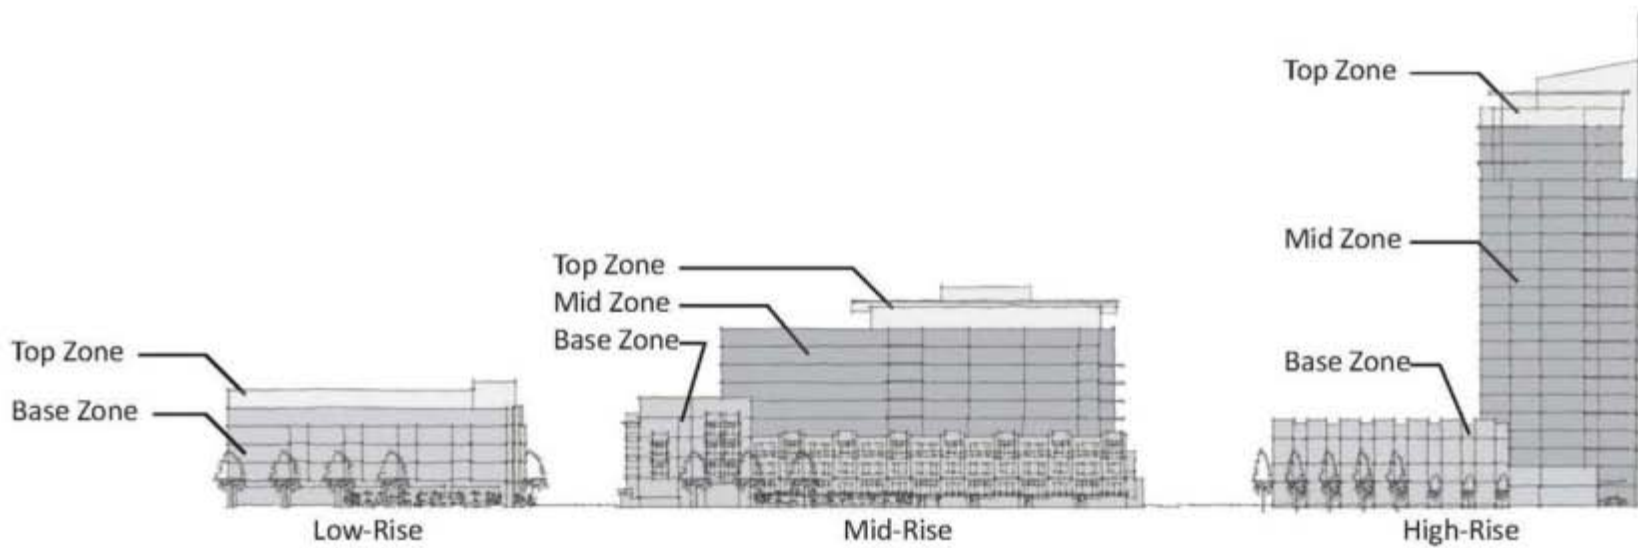 Top Zone
Base Zone
Low-Rise
Top Zone
Mid Zone
Base Zone
Mid-Rise
Top Zone
Mid Zone
Base Zone
High-Rise